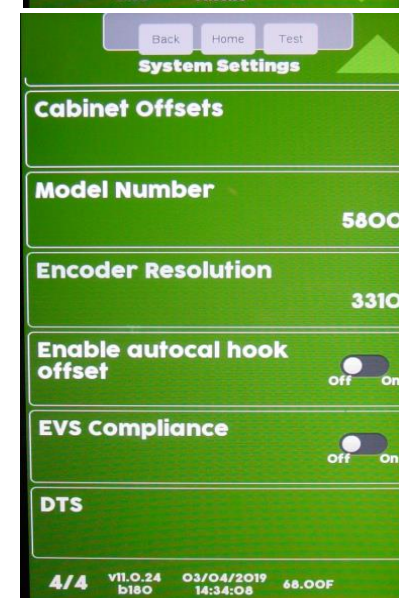 Back Home Test
System Settings
Cabinet Offsets
Model Number
5800
Encoder Resolution
3310
Enable autocal hook
offset
Off On
EVS Compliance
Off On
DTS
4/4 v11.0.24 03/04/2019 68.00F
b180 14:34:08